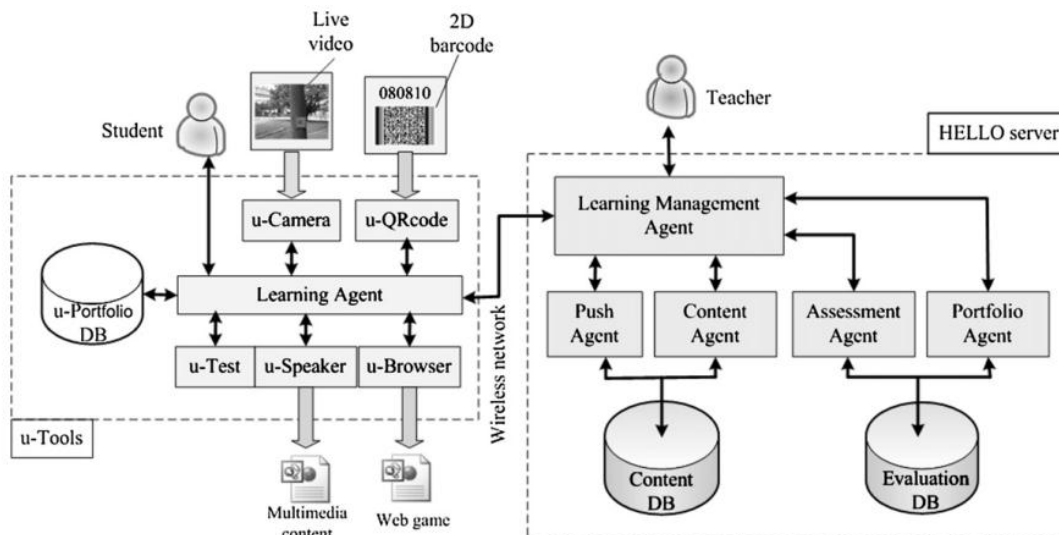 Live
video
2D
barcode
080810
Student
Teacher
HELLO server
u-Camera
u-QRcode
Learning Management
Agent
u-Portfolio
DB
Learning Agent
Push
Agent
Content
Agent
Assessment
Agent
Portfolio
Agent
u-Test
u-Speaker
u-Browser
Wireless network
u-Tools
Multimedia
content
Web game
Content
DB
Evaluation
DB